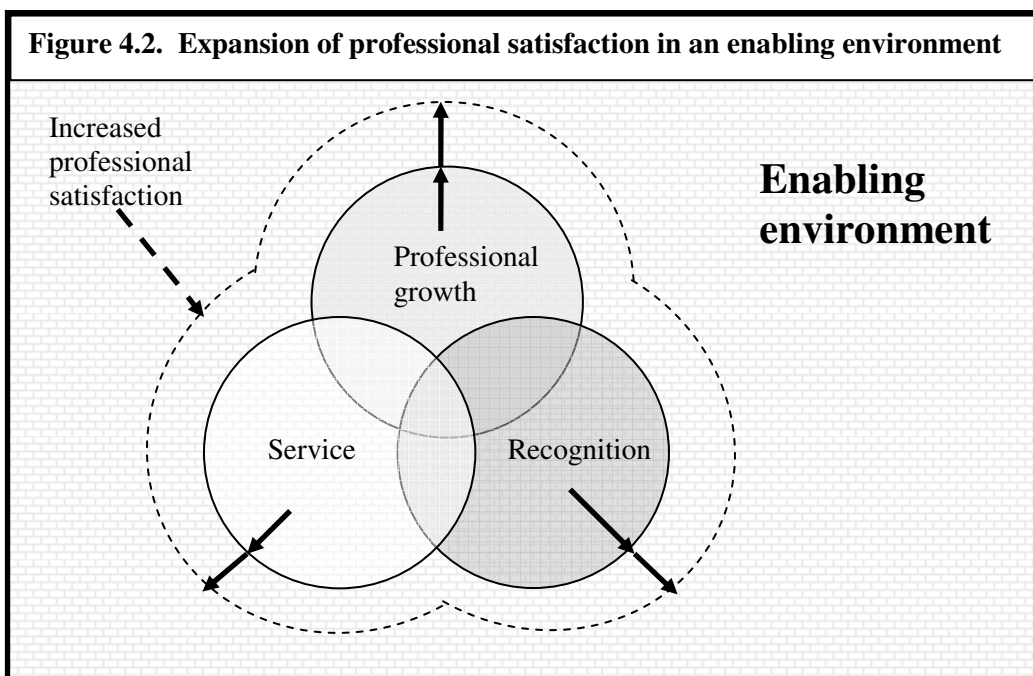 Figure 4.2. Expansion of professional satisfaction in an enabling environment
Increased
professional
satisfaction
Enabling
environment
Professional
growth
Service
Recognition